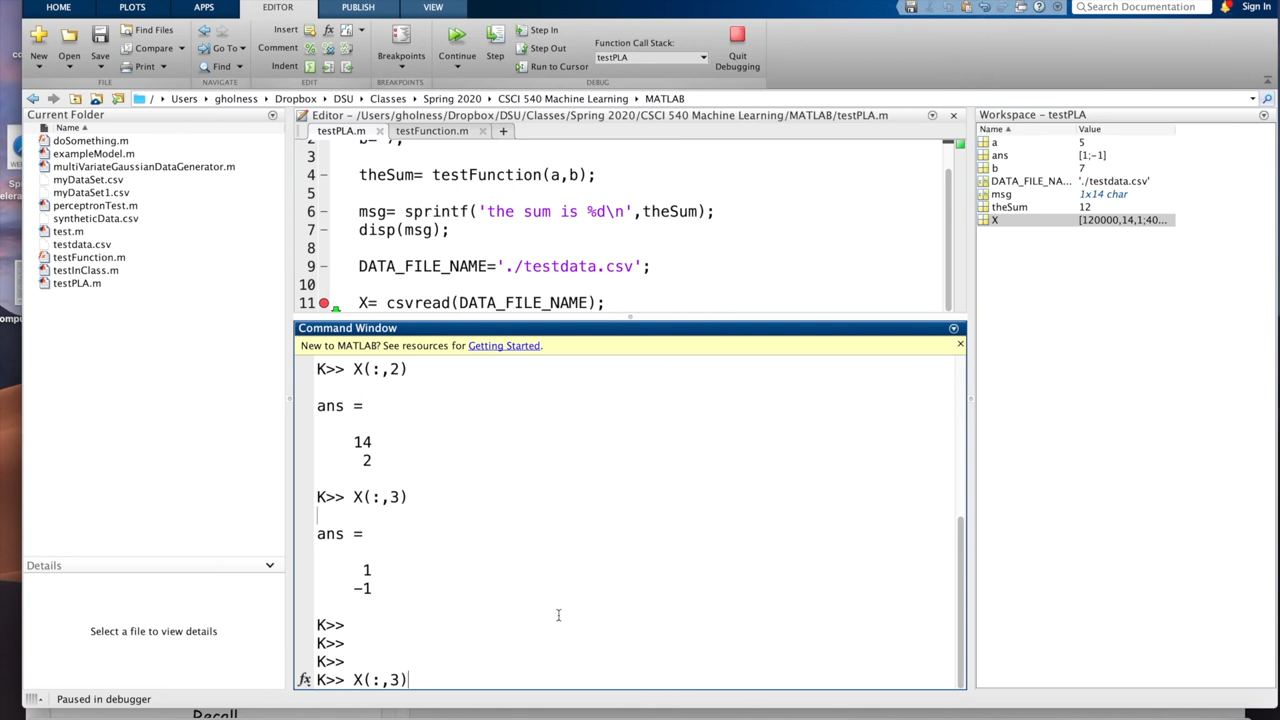 HOME PLOTS APPS EDITOR PUBLISH VIEW Search Documentation Sign In
New Open Save Find Files Compare Print Go To Find Insert Comment Indent fx Breakpoints Continue Step Step In Step Out Run to Cursor Function Call Stack: testPLA Quit Debugging
FILE NAVIGATE EDIT BREAKPOINTS DEBUG
/ Users gholness Dropbox DSU Classes Spring 2020 CSCI 540 Machine Learning MATLAB
Current Folder
Name
doSomething.m
exampleModel.m
multiVariateGaussianDataGenerator.m
myDataSet.csv
myDataSet1.csv
perceptronTest.m
syntheticData.csv
test.m
testdata.csv
testFunction.m
testInClass.m
testPLA.m
Details
Select a file to view details
Editor - /Users/gholness/Dropbox/DSU/Classes/Spring 2020/CSCI 540 Machine Learning/MATLAB/testPLA.m
testPLA.m testFunction.m
2 b= 7;
3
4 theSum= testFunction(a,b);
5
6 msg= sprintf('the sum is %d\n',theSum);
7 disp(msg);
8
9 DATA_FILE_NAME='./testdata.csv';
10
11 X= csvread(DATA_FILE_NAME);
Command Window
New to MATLAB? See resources for Getting Started.
K>> X(:,2)
ans =
14
2
K>> X(:,3)
ans =
1
-1
K>>
K>>
K>>
fx K>> X(:,3)
Workspace - testPLA
Name Value
a 5
ans [1;-1]
b 7
DATA_FILE_NA... './testdata.csv'
msg 1x14 char
theSum 12
X [120000,14,1;40...
Paused in debugger
Recall